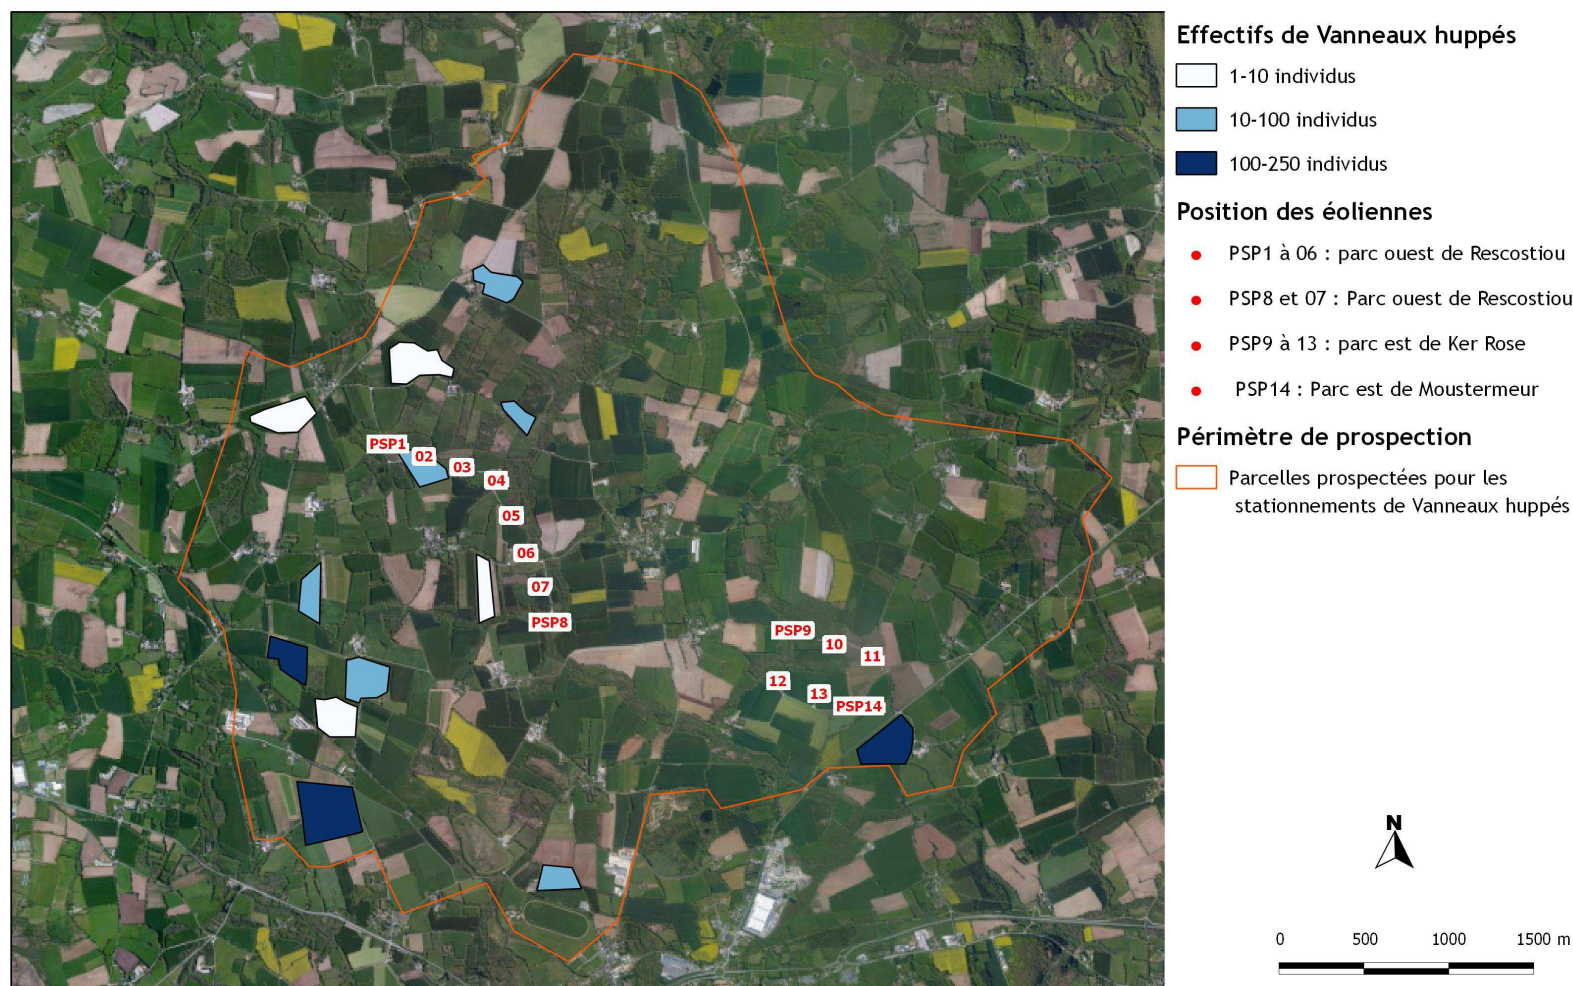 Effectifs de Vanneaux huppés
1-10 individus
10-100 individus
100-250 individus
Position des éoliennes
PSP1 à 06 : parc ouest de Rescostiou
PSP8 et 07 : Parc ouest de Rescostiou
PSP9 à 13 : parc est de Ker Rose
PSP14 : Parc est de Moustermeur
Périmètre de prospection
Parcelles prospectées pour les
stationnements de Vanneaux huppés
PSP1
02
03
04
05
06
07
PSP8
PSP9
10
11
12
13
PSP14
N
0 500 1000 1500 m